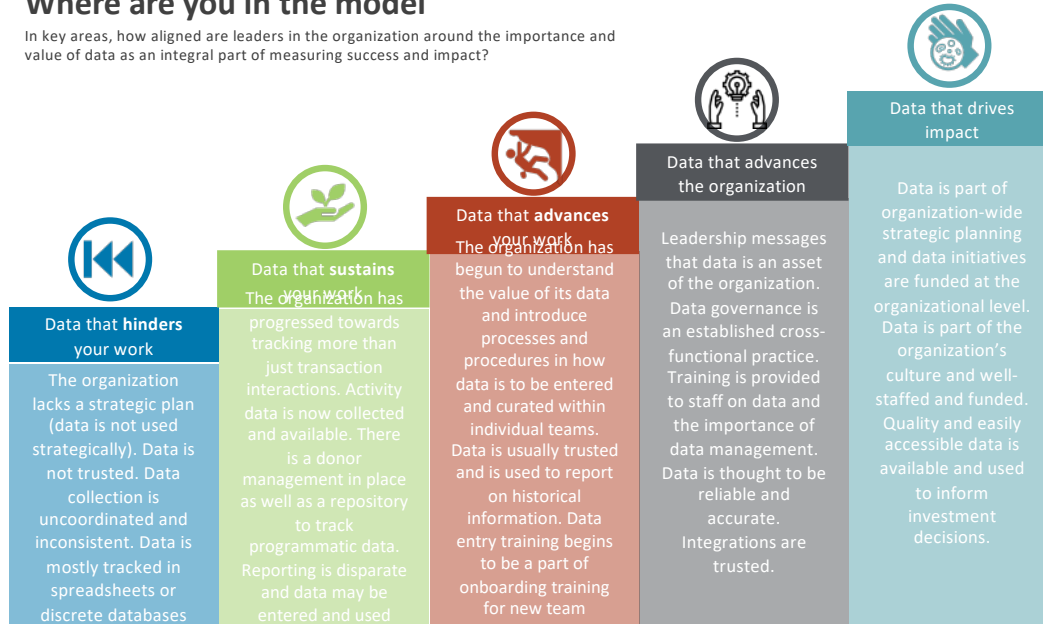 Where are you in the model
In key areas, how aligned are leaders in the organization around the importance and
value of data as an integral part of measuring success and impact?
Data that hinders
your work
The organization
lacks a strategic plan
(data is not used
strategically). Data is
not trusted. Data
collection is
uncoordinated and
inconsistent. Data is
mostly tracked in
spreadsheets or
discrete databases
Data that sustains
your work
The organization has
progressed towards
tracking more than
just transaction
interactions. Activity
data is now collected
and available. There
is a donor
management in place
as well as a repository
to track
programmatic data.
Reporting is disparate
and data may be
entered and used
Data that advances
your work
The organization has
begun to understand
the value of its data
and introduce
processes and
procedures in how
data is to be entered
and curated within
individual teams.
Data is usually trusted
and is used to report
on historical
information. Data
entry training begins
to be a part of
onboarding training
for new team
Data that advances
the organization
Leadership messages
that data is an asset
of the organization.
Data governance is
an established cross-
functional practice.
Training is provided
to staff on data and
the importance of
data management.
Data is thought to be
reliable and
accurate.
Integrations are
trusted.
Data that drives
impact
Data is part of
organization-wide
strategic planning
and data initiatives
are funded at the
organizational level.
Data is part of the
organization’s
culture and well-
staffed and funded.
Quality and easily
accessible data is
available and used
to inform
investment
decisions.